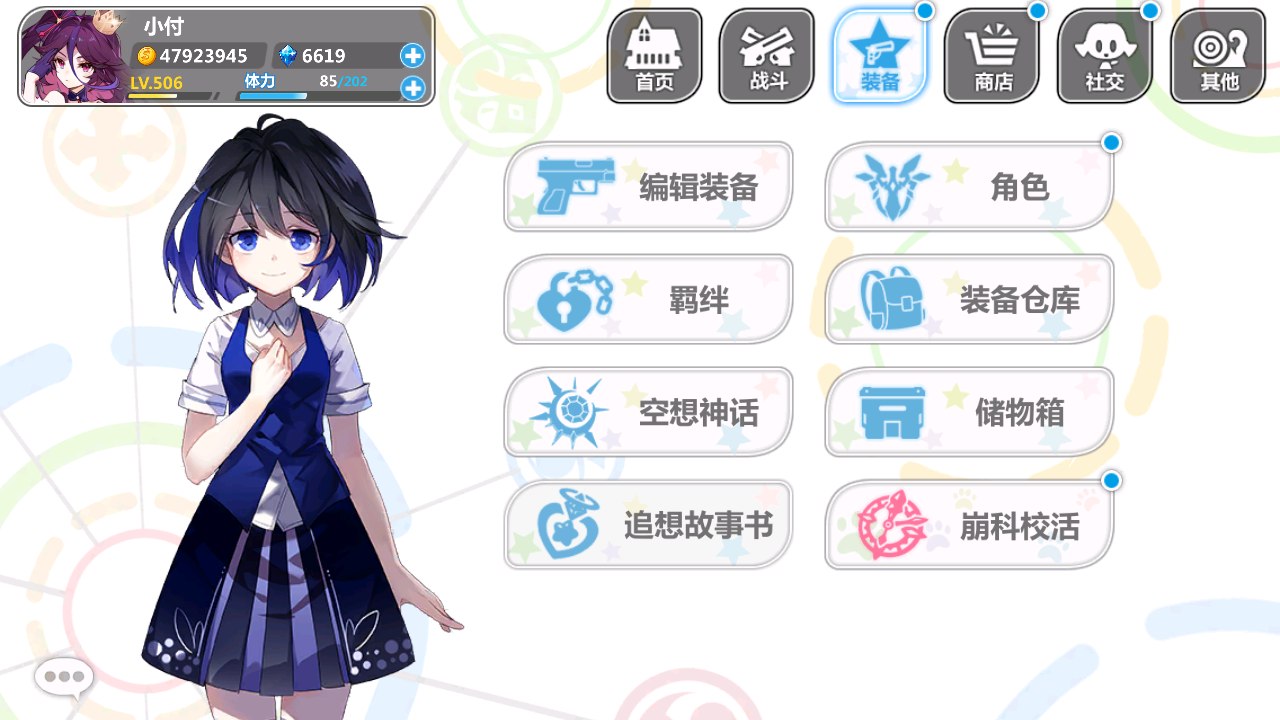 小付
47923945 6619
LV.506 体力 85/202
首页 战斗 装备 商店 社交 其他
编辑装备 角色
羁绊 装备仓库
空想神话 储物箱
追想故事书 崩科校活